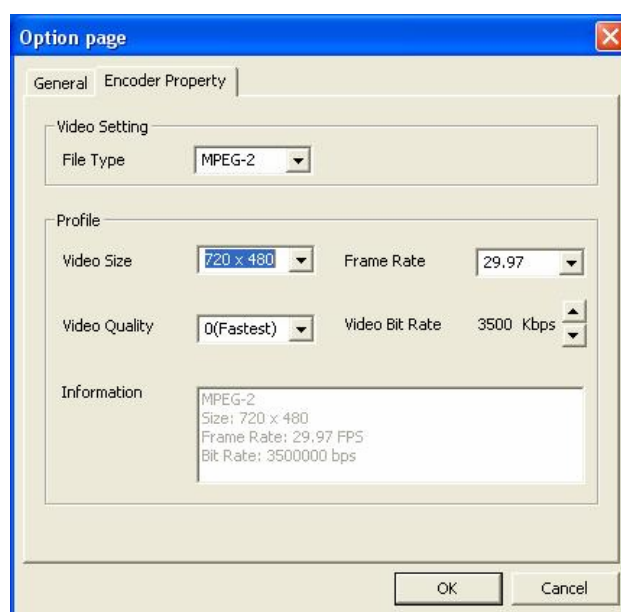 Option page
General
Encoder Property
Video Setting
File Type
MPEG-2
Profile
Video Size
720 x 480
Frame Rate
29.97
Video Quality
0(Fastest)
Video Bit Rate
3500 Kbps
Information
MPEG-2
Size: 720 x 480
Frame Rate: 29.97 FPS
Bit Rate: 3500000 bps
OK
Cancel